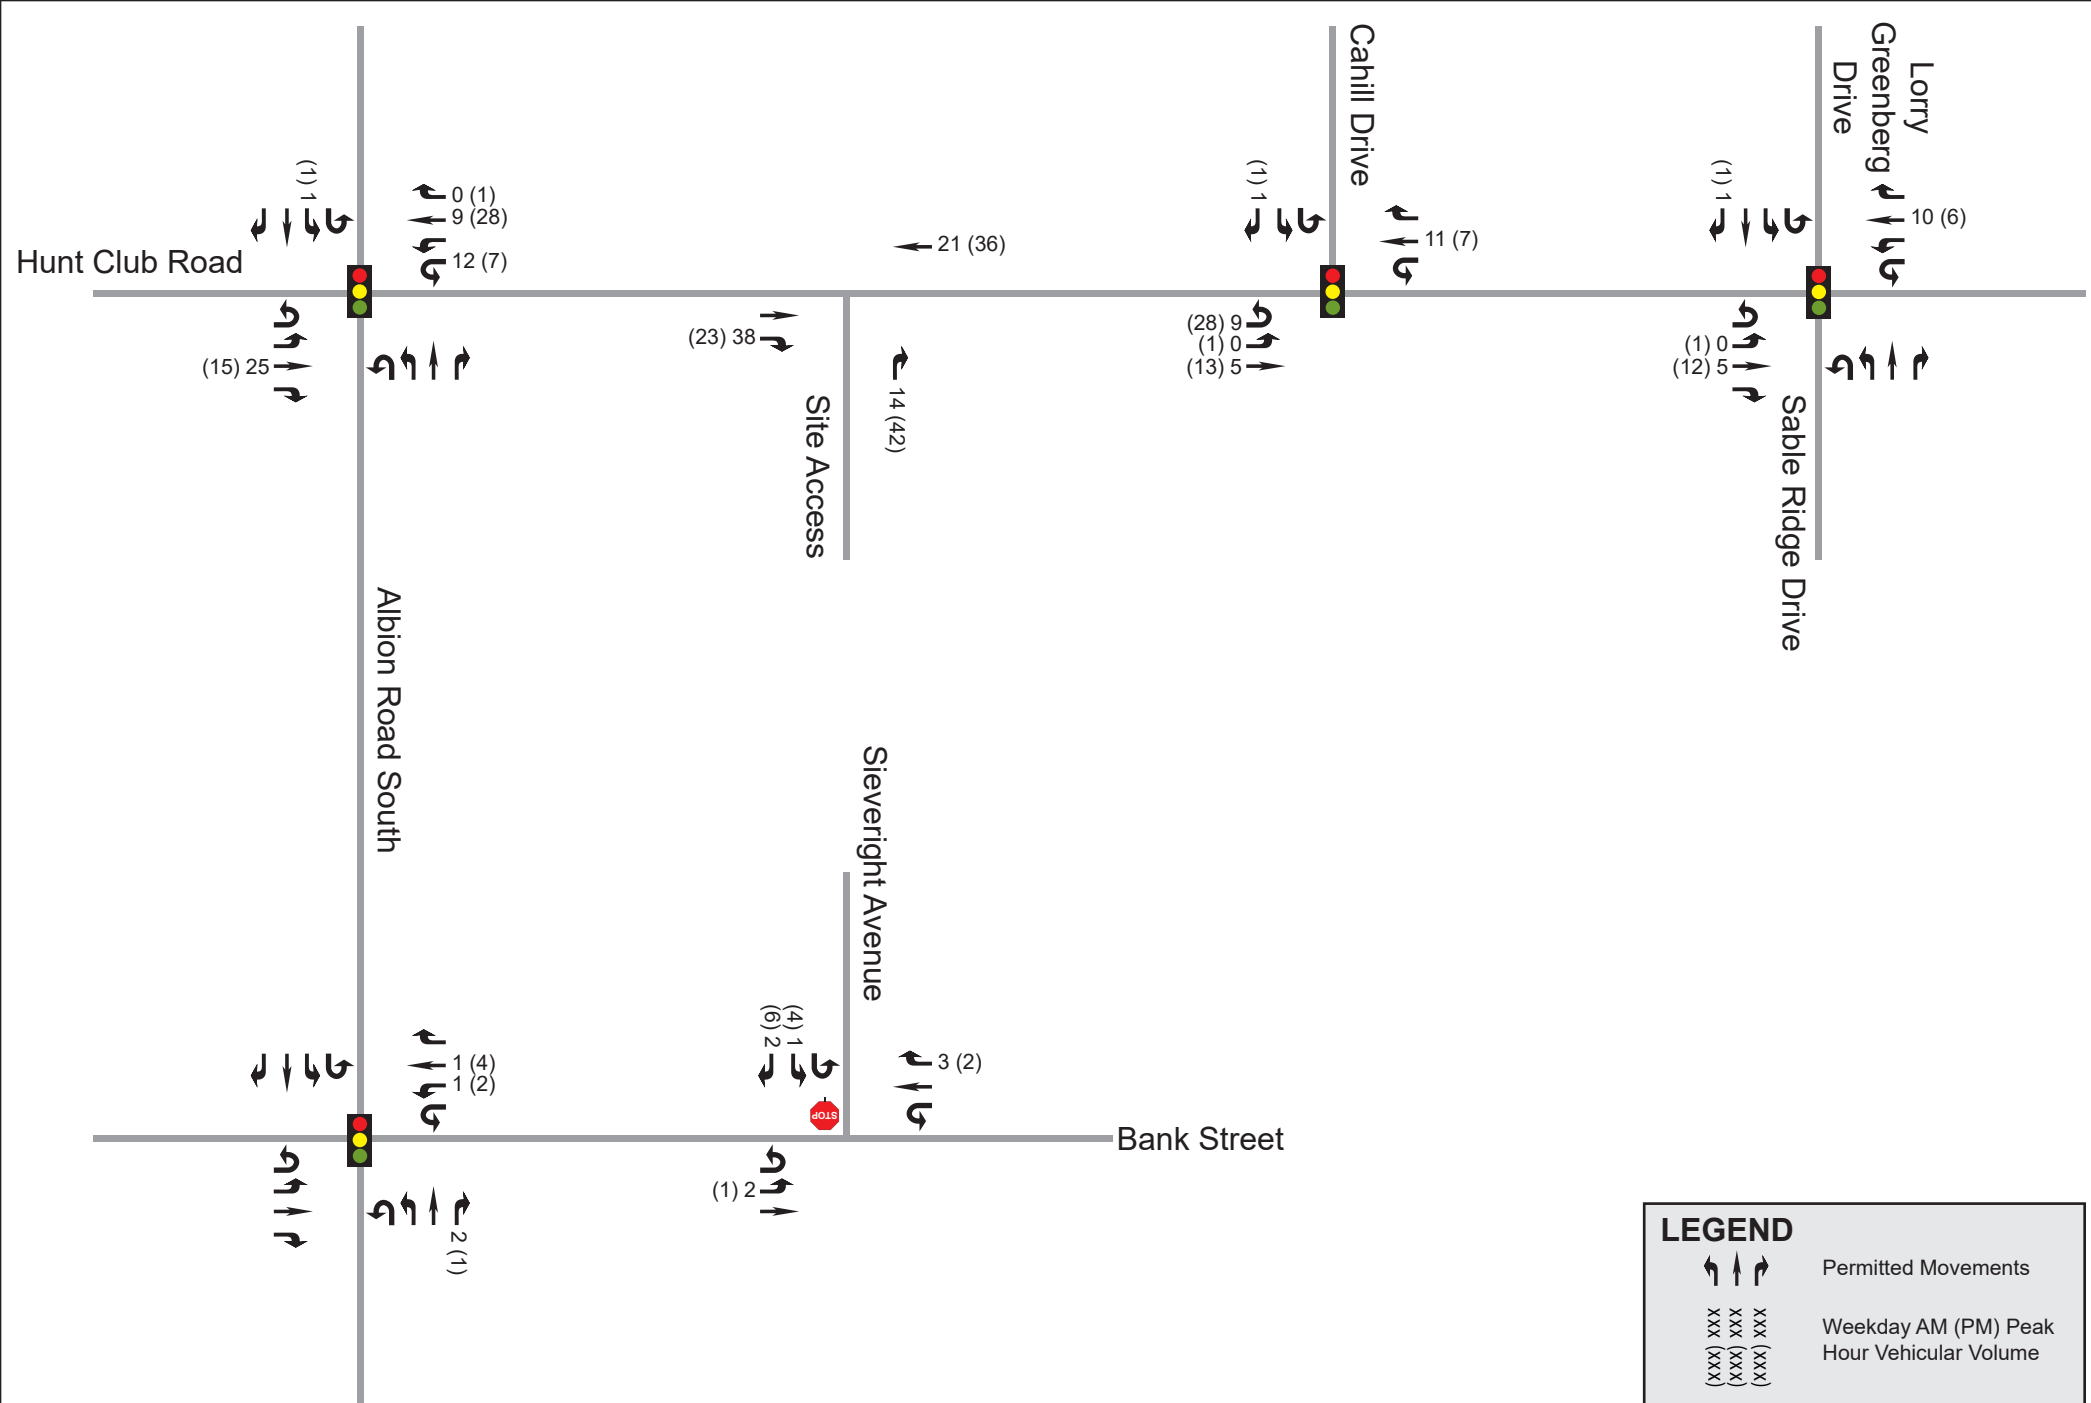 Cahill Drive
Lorry
Greenberg
Drive
(1) 1
0 (1)
9 (28)
12 (7)
Hunt Club Road
(15) 25
21 (36)
(23) 38
14 (42)
Site Access
(1) 1
11 (7)
(28) 9
(1) 0
(13) 5
(1) 1
10 (6)
(1) 0
(12) 5
Sable Ridge Drive
Albion Road South
Sieveright Avenue
1 (4)
1 (2)
2 (1)
(4) 1
(6) 2
3 (2)
STOP
(1) 2
Bank Street
LEGEND
Permitted Movements
xxx (xxx)
xxx (xxx)
xxx (xxx)
Weekday AM (PM) Peak
Hour Vehicular Volume